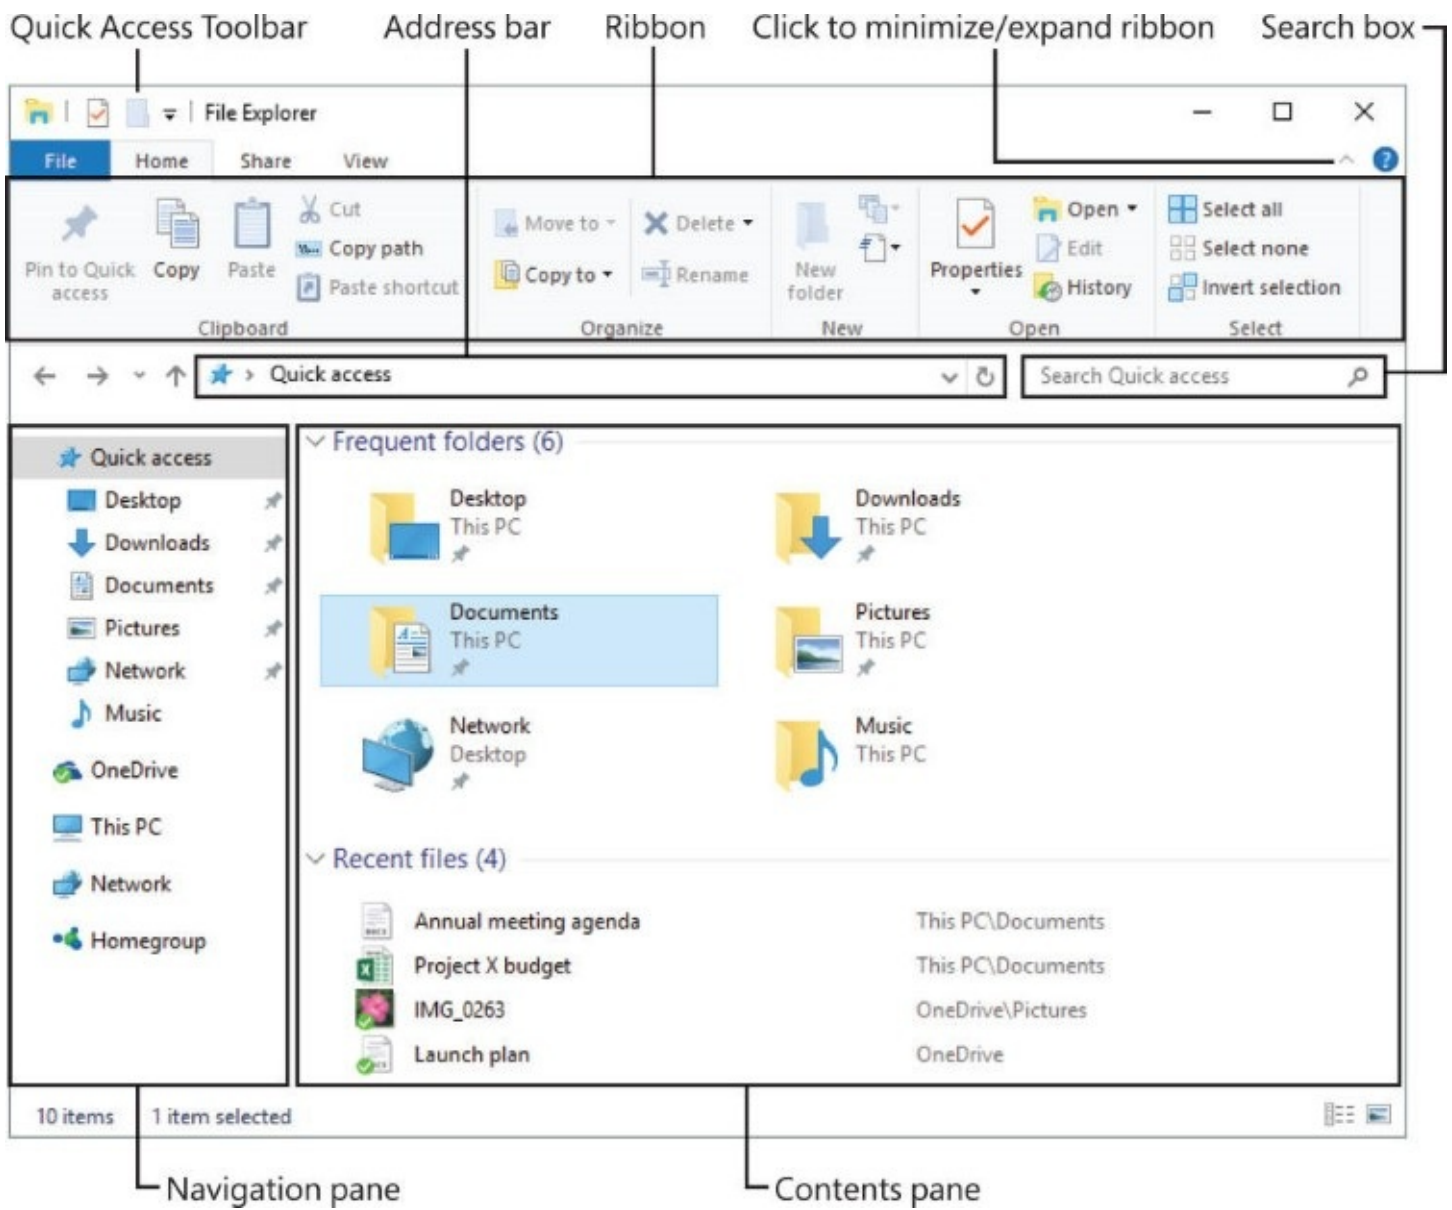 Quick Access Toolbar Address bar Ribbon Click to minimize/expand ribbon Search box
File Explorer
File Home Share View
Pin to Quick access
Copy
Paste
Cut
Copy path
Paste shortcut
Clipboard
Move to
Copy to
Delete
Rename
Organize
New folder
New
Properties
Open
Edit
History
Open
Select all
Select none
Invert selection
Select
Quick access
Search Quick access
Quick access
Desktop
Downloads
Documents
Pictures
Network
Music
OneDrive
This PC
Network
Homegroup
Frequent folders (6)
Desktop
This PC
Downloads
This PC
Documents
This PC
Pictures
This PC
Network
Desktop
Music
This PC
Recent files (4)
Annual meeting agenda This PC\Documents
Project X budget This PC\Documents
IMG_0263 OneDrive\Pictures
Launch plan OneDrive
10 items 1 item selected
Navigation pane Contents pane